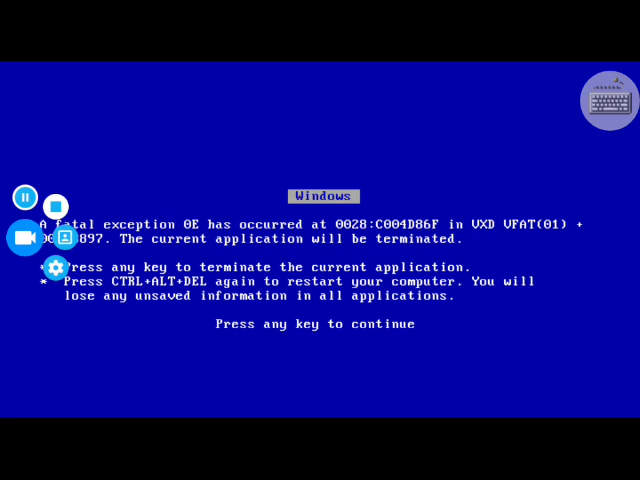 Windows
A fatal exception 0E has occurred at 0028:C004D86F in VXD VFAT(01) +
897. The current application will be terminated.
* Press any key to terminate the current application.
* Press CTRL+ALT+DEL again to restart your computer. You will
lose any unsaved information in all applications.
Press any key to continue